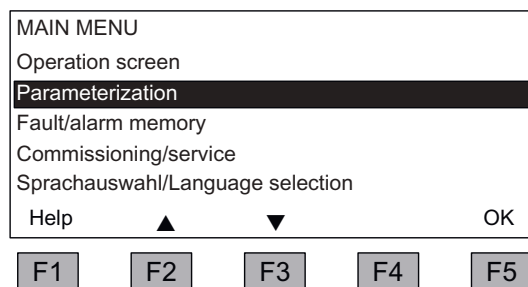 MAIN MENU
Operation screen
Parameterization
Fault/alarm memory
Commissioning/service
Sprachauswahl/Language selection
Help ▲ ▼ OK
F1 F2 F3 F4 F5